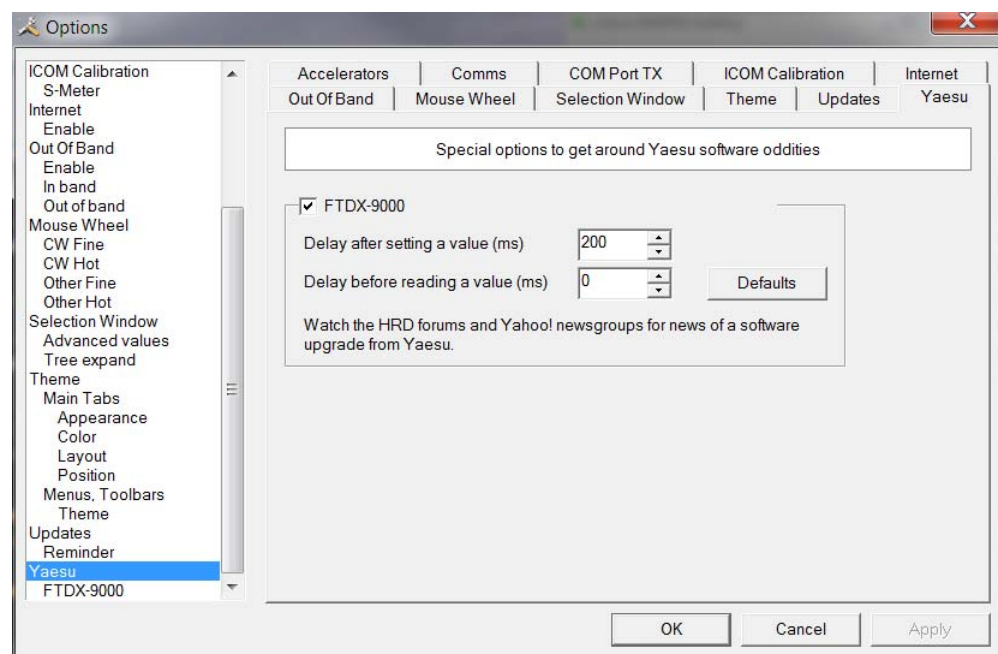 Options
ICOM Calibration
S-Meter
Internet
Enable
Out Of Band
Enable
In band
Out of band
Mouse Wheel
CW Fine
CW Hot
Other Fine
Other Hot
Selection Window
Advanced values
Tree expand
Theme
Main Tabs
Appearance
Color
Layout
Position
Menus, Toolbars
Theme
Updates
Reminder
Yaesu
FTDX-9000
Accelerators
Comms
COM Port TX
ICOM Calibration
Internet
Out Of Band
Mouse Wheel
Selection Window
Theme
Updates
Yaesu
Special options to get around Yaesu software oddities
FTDX-9000
Delay after setting a value (ms)
200
Delay before reading a value (ms)
0
Defaults
Watch the HRD forums and Yahoo! newsgroups for news of a software
upgrade from Yaesu.
OK
Cancel
Apply